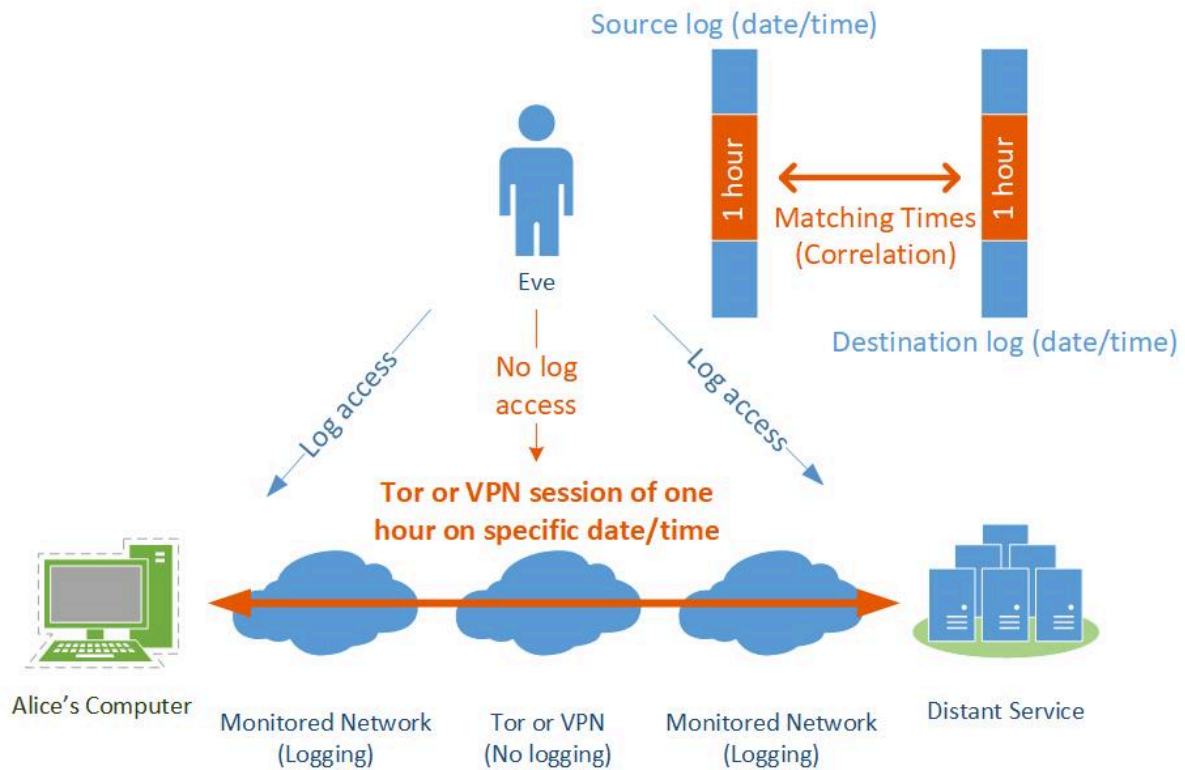 Source log (date/time)
1 hour
1 hour
Matching Times
(Correlation)
Destination log (date/time)
Eve
Log access
No log
access
Log access
Tor or VPN session of one
hour on specific date/time
Alice's Computer
Monitored Network
(Logging)
Tor or VPN
(No logging)
Monitored Network
(Logging)
Distant Service